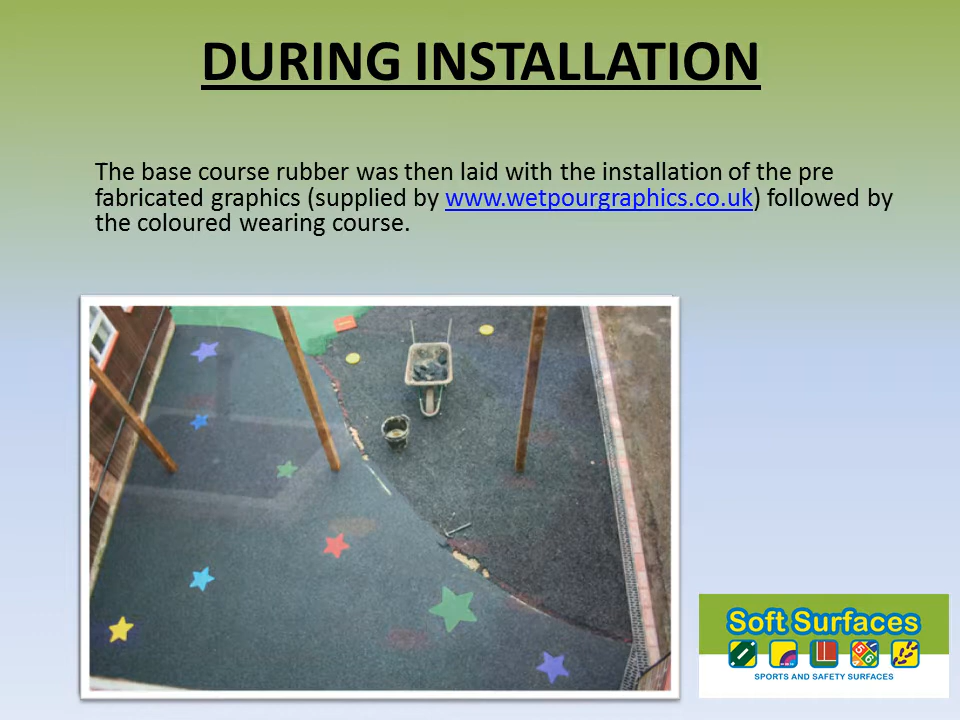 DURING INSTALLATION
The base course rubber was then laid with the installation of the pre
fabricated graphics (supplied by www.wetpourgraphics.co.uk) followed by
the coloured wearing course.
Soft Surfaces
SPORTS AND SAFETY SURFACES